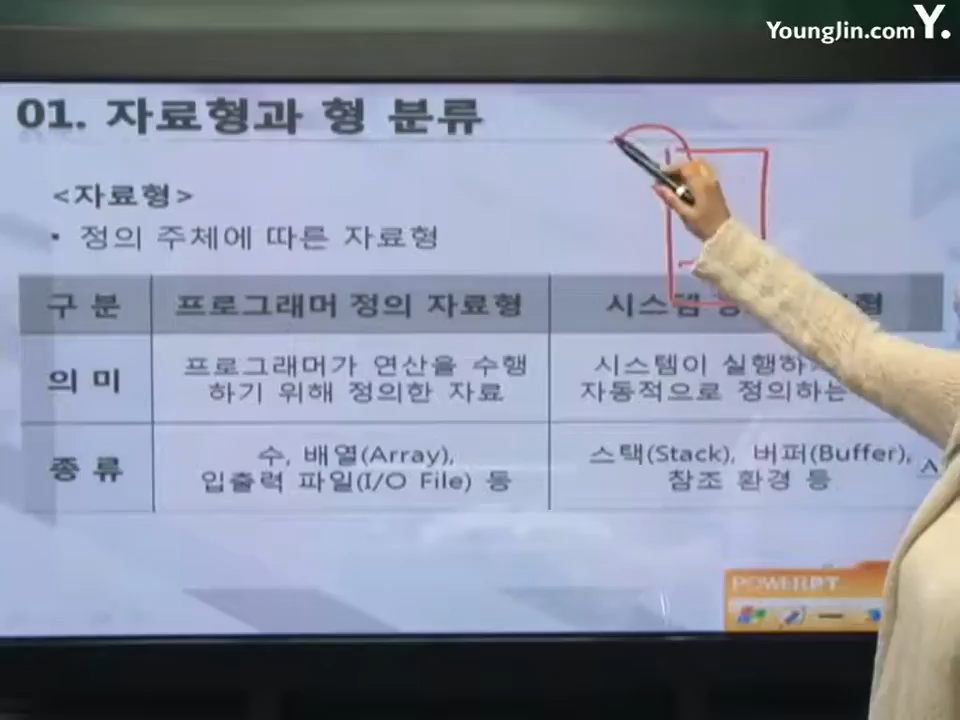 YoungJin.com Y.
01. 자료형과 형 분류
<자료형>
• 정의 주체에 따른 자료형
구 분 프로그래머 정의 자료형 시스템
의 미 프로그래머가 연산을 수행 하기 위해 정의한 자료 시스템이 실행하 자동적으로 정의하는
종 류 수, 배열(Array), 입출력 파일(I/O File) 등 스택(Stack), 버퍼(Buffer), 참조 환경 등
POWERPT